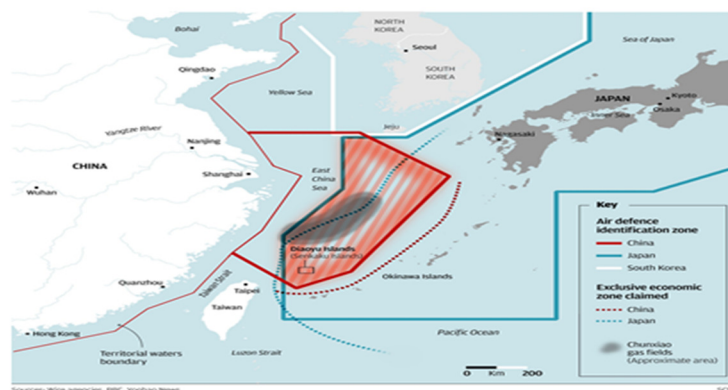 Bohai
NORTH
KOREA
Seoul
Sea of Japan
Qingdao
SOUTH
KOREA
Yellow Sea
JAPAN
Kyoto
Osaka
Inner Sea
Yangtze River
Jeju
Nagasaki
Nanjing
CHINA
Shanghai
East
China
Sea
Wuhan
Key
Air defence
identification zone
China
Japan
South Korea
Diaoyu Islands
(Senkaku Islands)
Okinawa Islands
Exclusive economic
zone claimed
China
Japan
Quanzhou
Taiwan Strait
Taipei
Taiwan
Chunxiao
gas fields
(Approximate area)
Hong Kong
Pacific Ocean
Territorial waters
boundary
Luzon Strait
0 Km 200